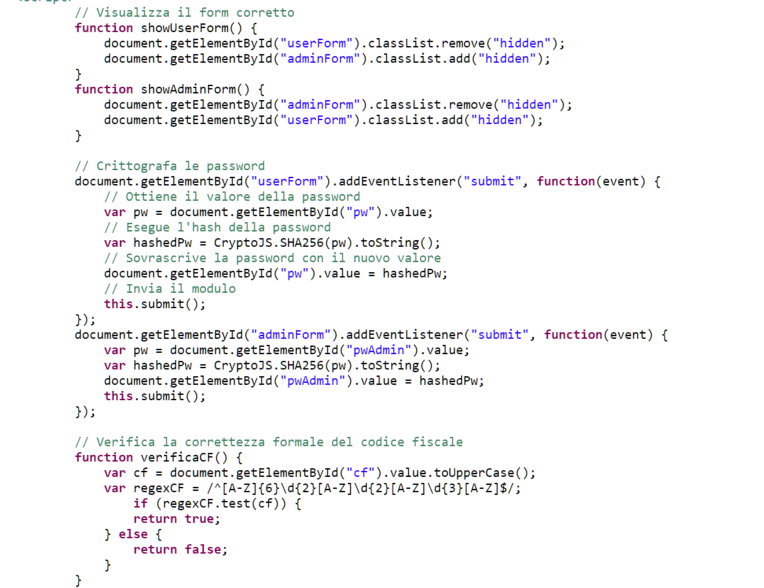 // Visualizza il form corretto
function showUserForm() {
    document.getElementById("userForm").classList.remove("hidden");
    document.getElementById("adminForm").classList.add("hidden");
}
function showAdminForm() {
    document.getElementById("adminForm").classList.remove("hidden");
    document.getElementById("userForm").classList.add("hidden");
}

// Crittografa le password
document.getElementById("userForm").addEventListener("submit", function(event) {
    // Ottiene il valore della password
    var pw = document.getElementById("pw").value;
    // Esegue l'hash della password
    var hashedPw = CryptoJS.SHA256(pw).toString();
    // Sovrascrive la password con il nuovo valore
    document.getElementById("pw").value = hashedPw;
    // Invia il modulo
    this.submit();
});
document.getElementById("adminForm").addEventListener("submit", function(event) {
    var pw = document.getElementById("pwAdmin").value;
    var hashedPw = CryptoJS.SHA256(pw).toString();
    document.getElementById("pwAdmin").value = hashedPw;
    this.submit();
});

// Verifica la correttezza formale del codice fiscale
function verificaCF() {
    var cf = document.getElementById("cf").value.toUpperCase();
    var regexCF = /^[A-Z]{6}\d{2}[A-Z]\d{2}[A-Z]\d{3}[A-Z]$/;
        if (regexCF.test(cf)) {
        return true;
    } else {
        return false;
    }
}